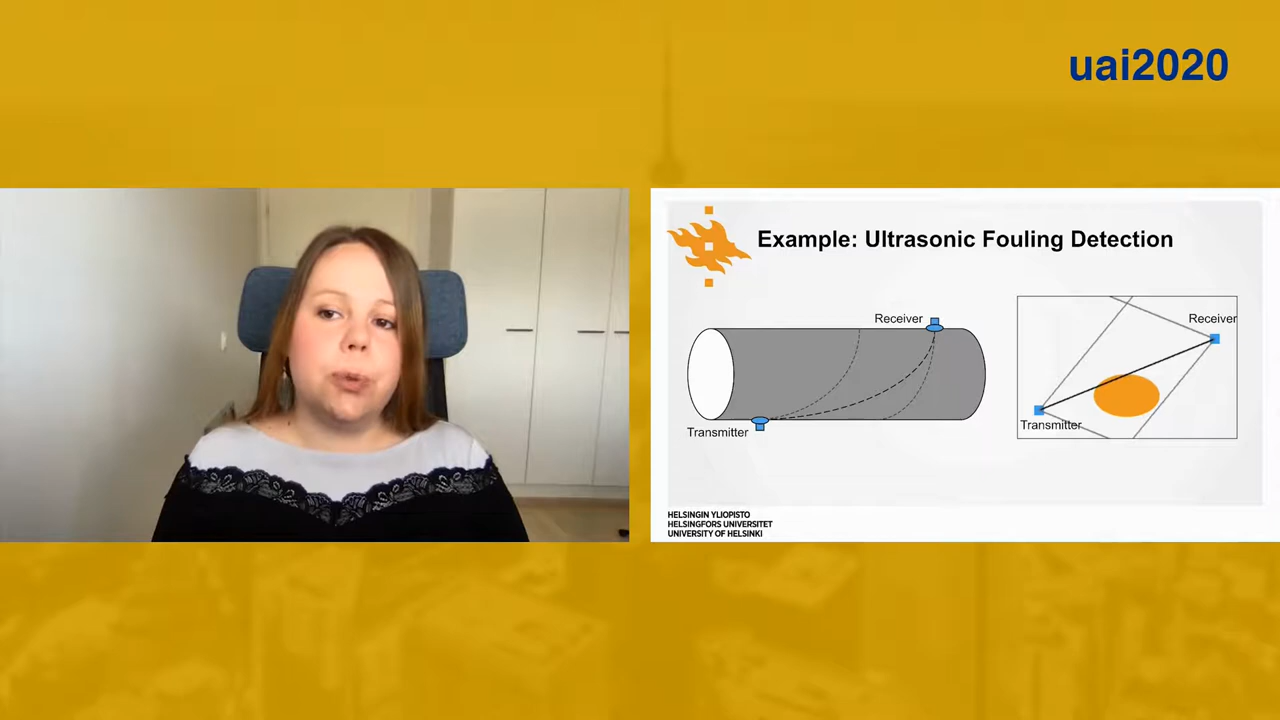 uai2020
Example: Ultrasonic Fouling Detection
Receiver
Transmitter
Receiver
Transmitter
HELSINGIN YLIOPISTO
HELSINGFORS UNIVERSITET
UNIVERSITY OF HELSINKI